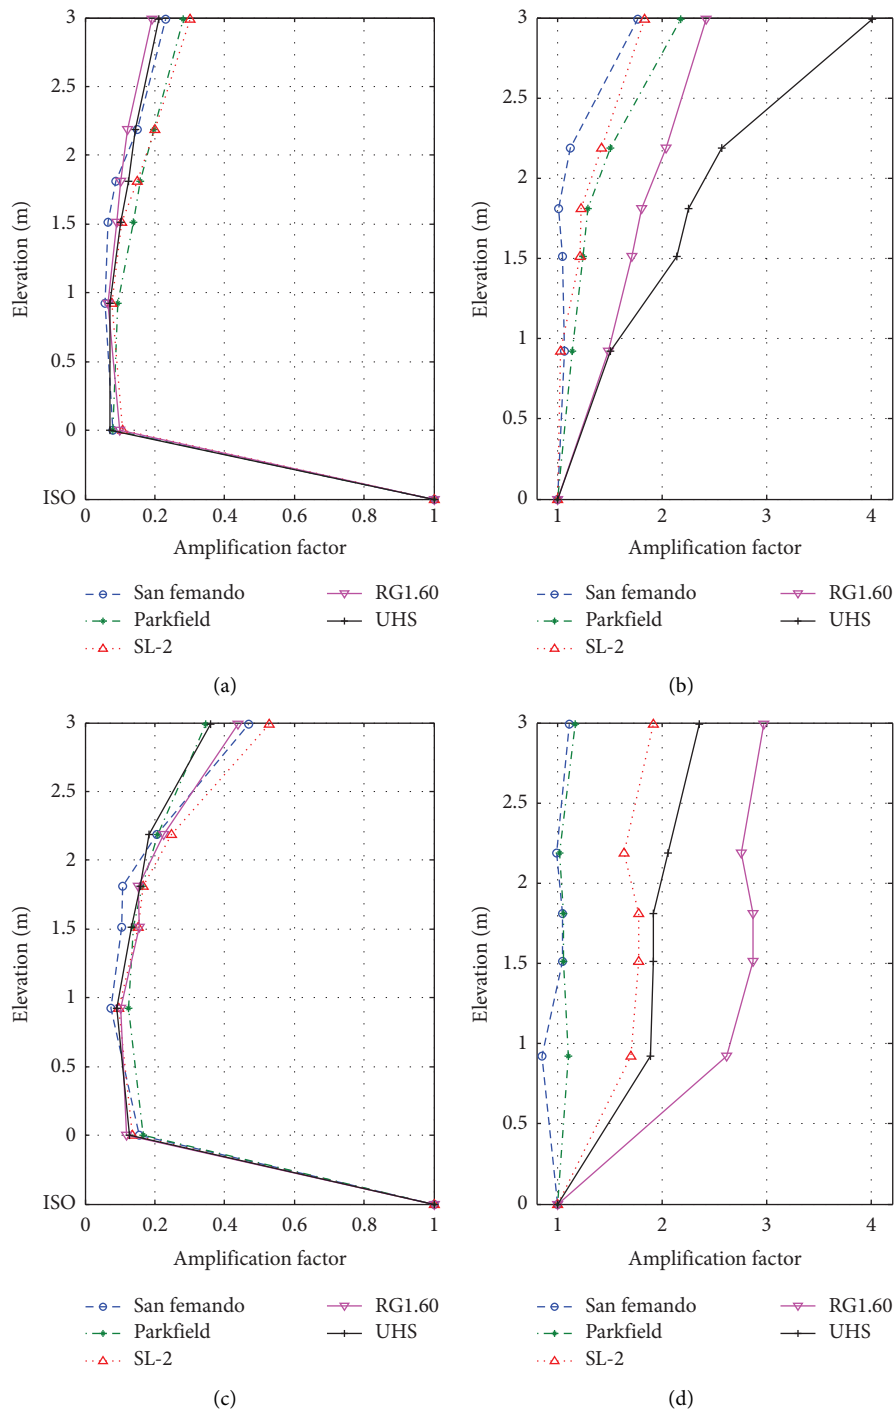 3
2.5
2
1.5
1
0.5
0
ISO
Elevation (m)
0 0.2 0.4 0.6 0.8 1
Amplification factor
San femando
Parkfield
SL-2
RG1.60
UHS
(a)
3
2.5
2
1.5
1
0.5
0
Elevation (m)
1 2 3 4
Amplification factor
San femando
Parkfield
SL-2
RG1.60
UHS
(b)
3
2.5
2
1.5
1
0.5
0
ISO
Elevation (m)
0 0.2 0.4 0.6 0.8 1
Amplification factor
San femando
Parkfield
SL-2
RG1.60
UHS
(c)
3
2.5
2
1.5
1
0.5
0
Elevation (m)
1 2 3 4
Amplification factor
San femando
Parkfield
SL-2
RG1.60
UHS
(d)